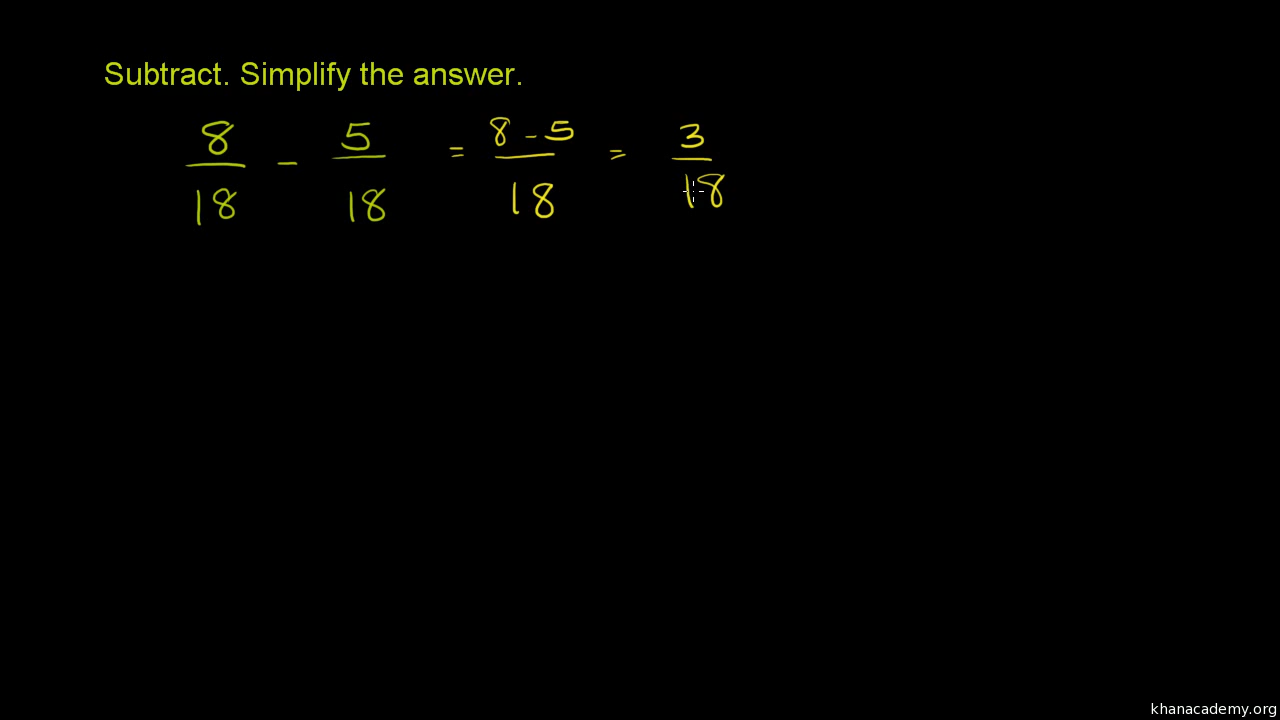 Subtract. Simplify the answer.
8/18 - 5/18 = 8-5/18 = 3/18
khanacademy.org